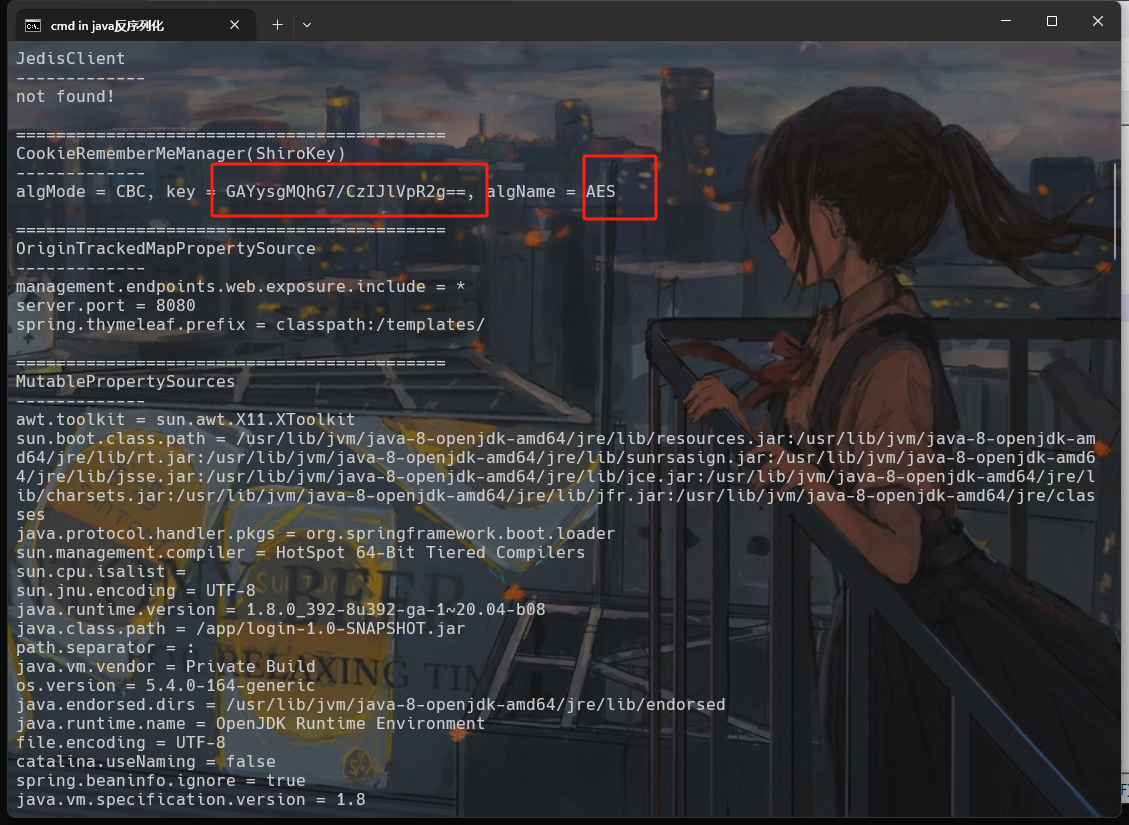 cmd in java反序列化
JedisClient
-------------
not found!
===========================================
CookieRememberMeManager(ShiroKey)
-------------
algMode = CBC, key = GAYysgMQhG7/CzIJlVpR2g==, algName = AES
===========================================
OriginTrackedMapPropertySource
-------------
management.endpoints.web.exposure.include = *
server.port = 8080
spring.thymeleaf.prefix = classpath:/templates/
===========================================
MutablePropertySources
-------------
awt.toolkit = sun.awt.X11.XToolkit
sun.boot.class.path = /usr/lib/jvm/java-8-openjdk-amd64/jre/lib/resources.jar:/usr/lib/jvm/java-8-openjdk-am
d64/jre/lib/rt.jar:/usr/lib/jvm/java-8-openjdk-amd64/jre/lib/sunrsasign.jar:/usr/lib/jvm/java-8-openjdk-amd6
4/jre/lib/jsse.jar:/usr/lib/jvm/java-8-openjdk-amd64/jre/lib/jce.jar:/usr/lib/jvm/java-8-openjdk-amd64/jre/l
ib/charsets.jar:/usr/lib/jvm/java-8-openjdk-amd64/jre/lib/jfr.jar:/usr/lib/jvm/java-8-openjdk-amd64/jre/clas
ses
java.protocol.handler.pkgs = org.springframework.boot.loader
sun.management.compiler = HotSpot 64-Bit Tiered Compilers
sun.cpu.isalist =
sun.jnu.encoding = UTF-8
java.runtime.version = 1.8.0_392-8u392-ga-1~20.04-b08
java.class.path = /app/login-1.0-SNAPSHOT.jar
path.separator = :
java.vm.vendor = Private Build
os.version = 5.4.0-164-generic
java.endorsed.dirs = /usr/lib/jvm/java-8-openjdk-amd64/jre/lib/endorsed
java.runtime.name = OpenJDK Runtime Environment
file.encoding = UTF-8
catalina.useNaming = false
spring.beaninfo.ignore = true
java.vm.specification.version = 1.8
BEER
RELAXING